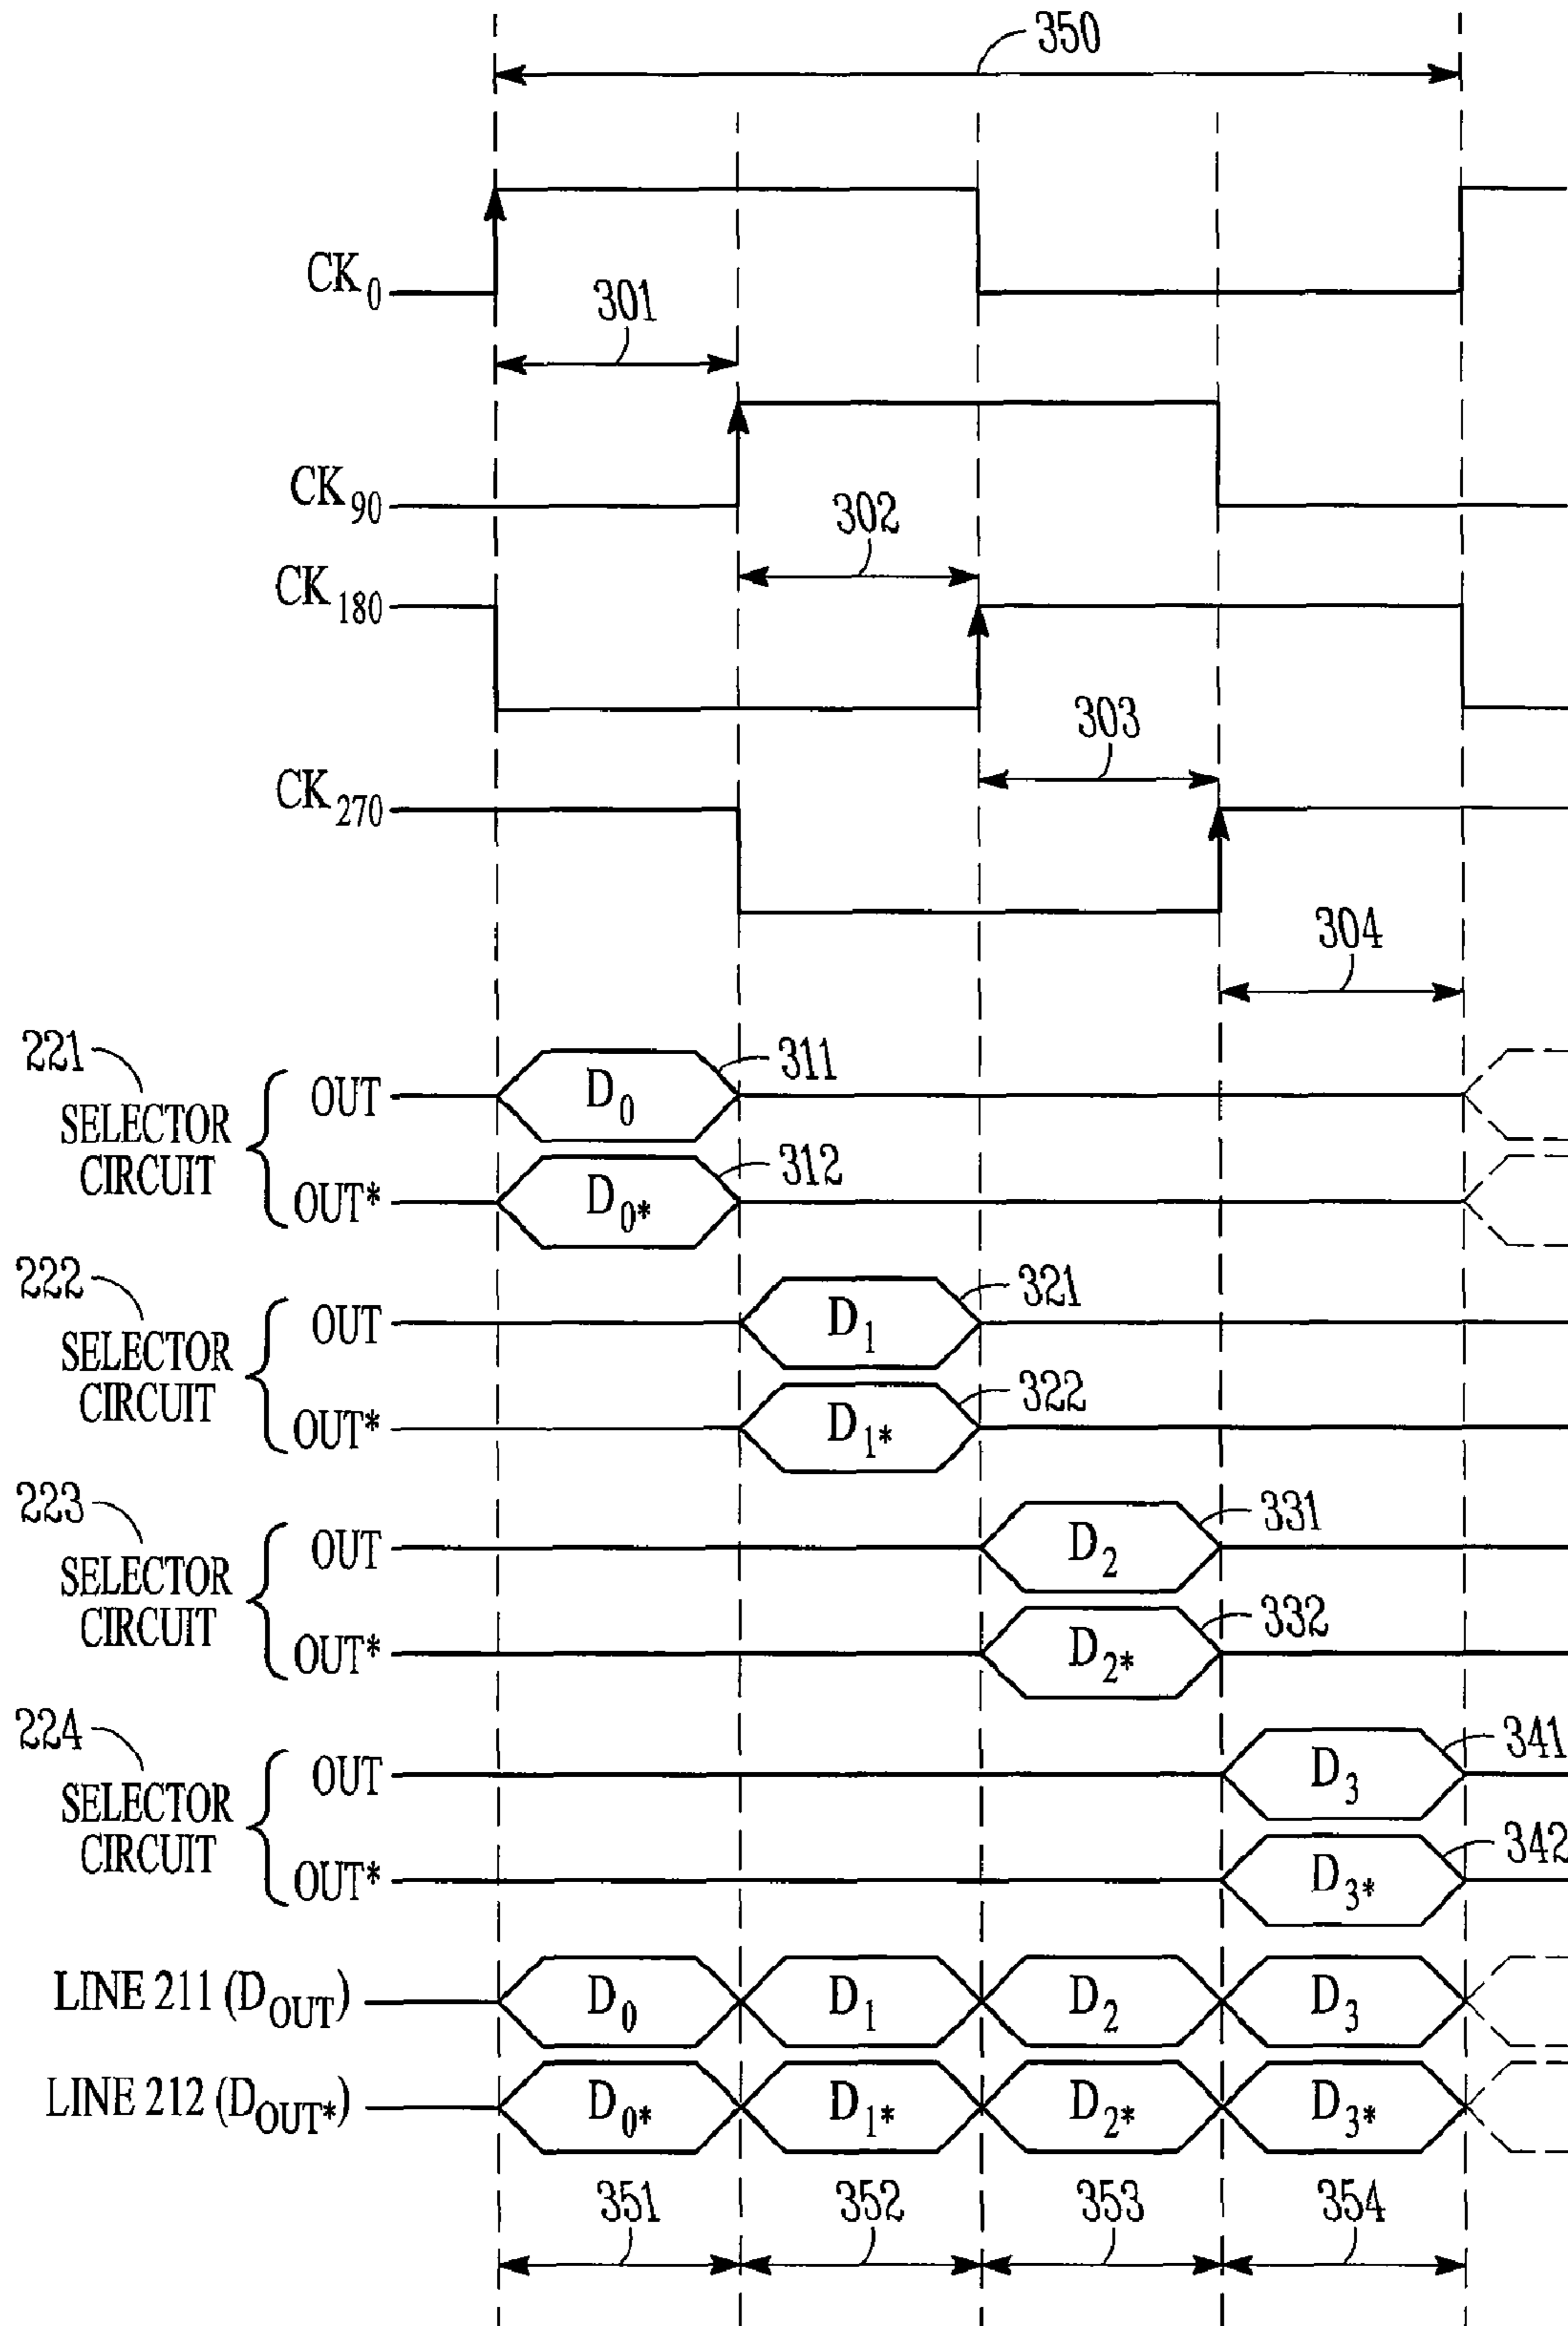 350
CK0
301
CK90
302
CK180
303
CK270
304
221
SELECTOR
CIRCUIT
OUT
D0
311
OUT*
D0*
312
222
SELECTOR
CIRCUIT
OUT
D1
321
OUT*
D1*
322
223
SELECTOR
CIRCUIT
OUT
D2
331
OUT*
D2*
332
224
SELECTOR
CIRCUIT
OUT
D3
341
OUT*
D3*
342
LINE 211 (DOUT) D0 D1 D2 D3
LINE 212 (DOUT*) D0* D1* D2* D3*
351 352 353 354